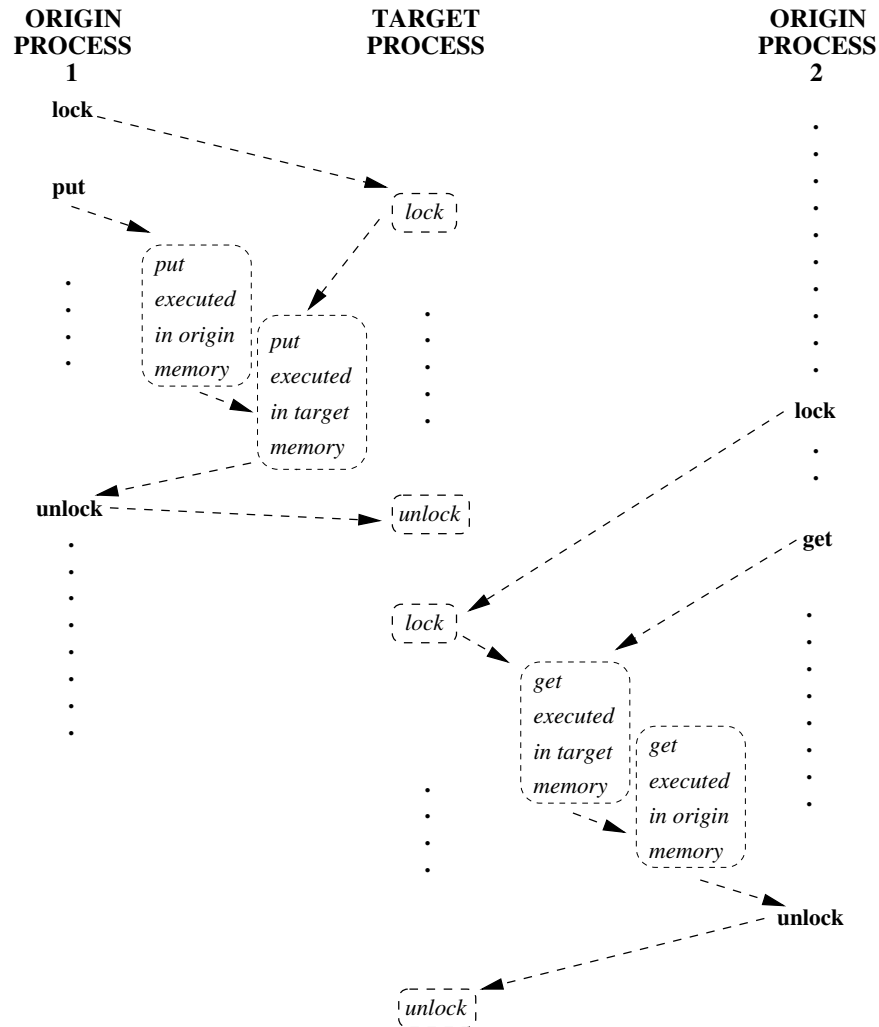 ORIGIN
PROCESS
1
TARGET
PROCESS
ORIGIN
PROCESS
2
lock
put
lock
put
executed
in origin
memory
put
executed
in target
memory
lock
unlock
unlock
get
lock
get
executed
in target
memory
get
executed
in origin
memory
unlock
unlock